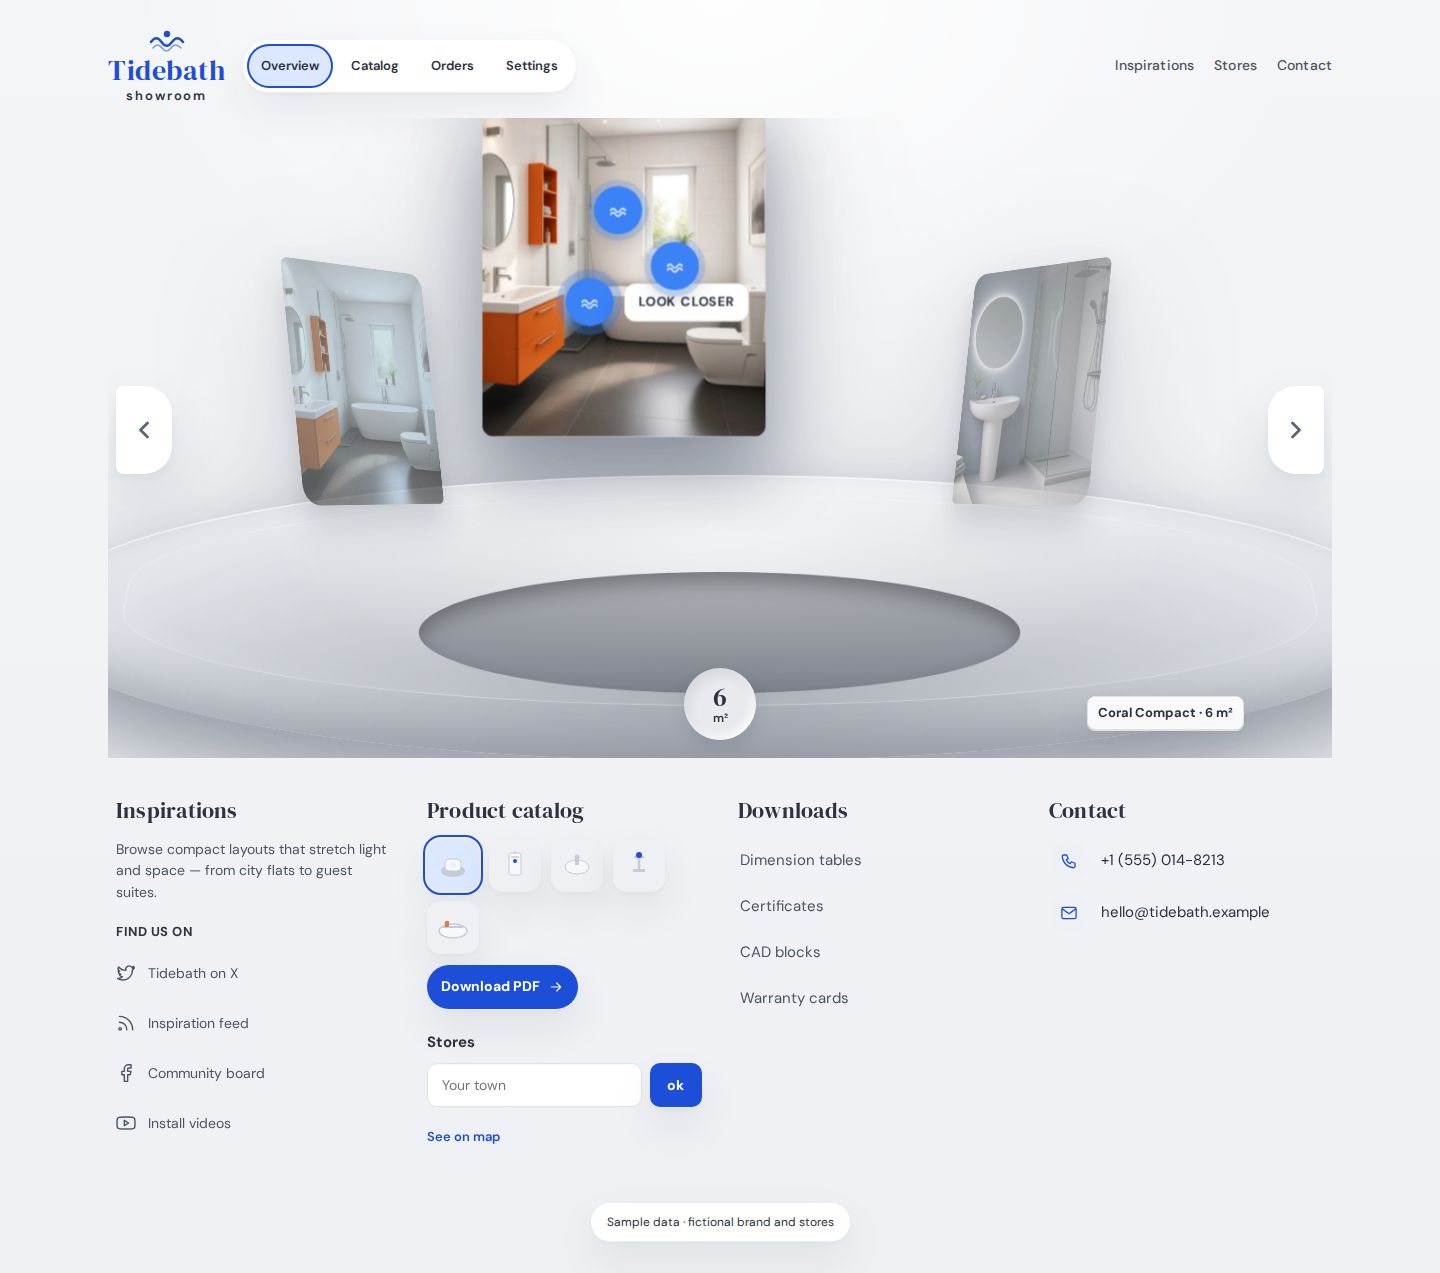 Tidebath
showroom
Overview
Catalog
Orders
Settings
Inspirations
Stores
Contact
LOOK CLOSER
6
m²
Coral Compact · 6 m²
Inspirations
Browse compact layouts that stretch light
and space — from city flats to guest
suites.
FIND US ON
Tidebath on X
Inspiration feed
Community board
Install videos
Product catalog
Download PDF
Stores
Your town
ok
See on map
Downloads
Dimension tables
Certificates
CAD blocks
Warranty cards
Contact
+1 (555) 014-8213
hello@tidebath.example
Sample data · fictional brand and stores